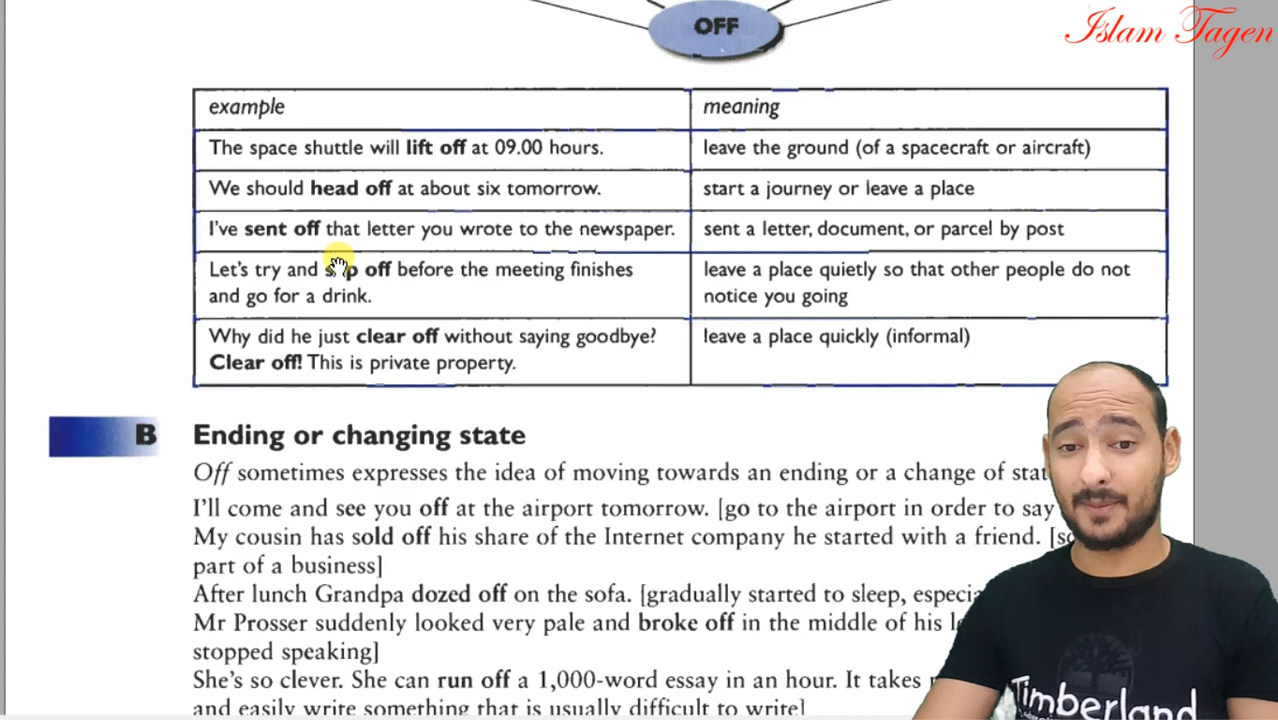 OFF
Islam Tagen
example meaning
The space shuttle will lift off at 09.00 hours. leave the ground (of a spacecraft or aircraft)
We should head off at about six tomorrow. start a journey or leave a place
I've sent off that letter you wrote to the newspaper. sent a letter, document, or parcel by post
Let's try and off before the meeting finishes leave a place quietly so that other people do not
and go for a drink. notice you going
Why did he just clear off without saying goodbye? leave a place quickly (informal)
Clear off! This is private property.
B Ending or changing state
Off sometimes expresses the idea of moving towards an ending or a change of
I'll come and see you off at the airport tomorrow. [go to the airport in order to say
My cousin has sold off his share of the Internet company he started with a friend.
part of a business]
After lunch Grandpa dozed off on the sofa. [gradually started to sleep,
Mr Prosser suddenly looked very pale and broke off in the middle of his
stopped speaking]
She's so clever. She can run off a 1,000-word essay in an hour. It takes
and easily write something that is usually difficult to write]
Timberland